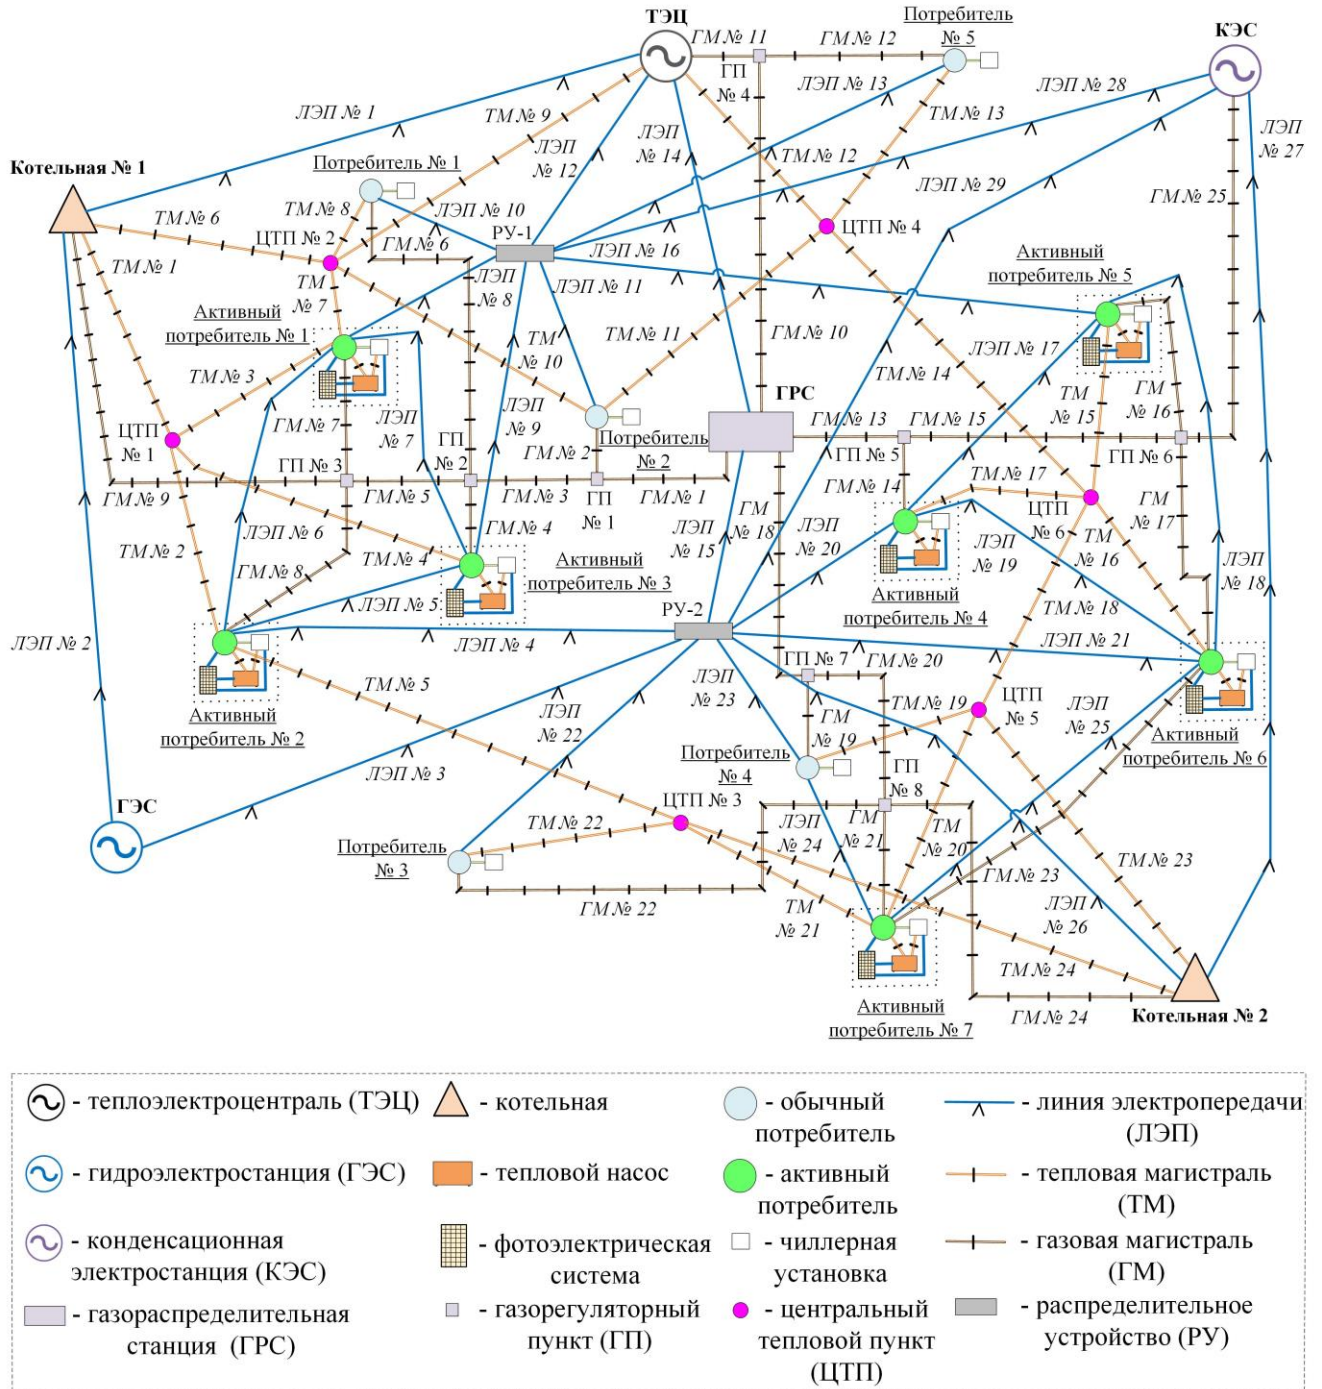 ТЭЦ
ГМ № 11
ГМ № 12
Потребитель
№ 5
КЭС
ГП
№ 4
ЛЭП № 13
ЛЭП № 28
ЛЭП № 1
ТМ № 9
ТМ № 13
ЛЭП
№ 27
ЛЭП
№ 12
ЛЭП
№ 14
ТМ № 12
ЛЭП № 29
ГМ № 25
Котельная № 1
Потребитель № 1
ТМ № 6
ТМ № 8
ЛЭП № 10
ЦТП № 2
ГМ № 6
РУ-1
ЛЭП № 16
ЦТП № 4
ТМ № 1
ТМ
№ 7
ЛЭП
№ 8
ЛЭП № 11
Активный
потребитель № 5
Активный
потребитель № 1
ТМ № 3
ТМ
№ 10
ТМ № 11
ГМ № 10
ЛЭП № 17
ТМ № 14
ТМ
№ 15
ГМ
№ 16
ГРС
ЦТП
№ 1
ГМ № 7
ЛЭП
№ 7
ГП
№ 2
ЛЭП
№ 9
ГМ № 2
Потребитель
№ 2
ГМ № 13
ГМ № 15
ГП № 5
ГП № 6
ГМ № 9
ГП № 3
ГМ № 5
ГМ № 3
ГП
№ 1
ГМ № 1
ГМ № 14
ТМ № 17
ГМ
№ 17
ТМ № 2
ЛЭП № 6
ГМ № 4
ЛЭП
№ 15
ГМ
№ 18
ЛЭП
№ 20
ЛЭП
№ 19
ЦТП
№ 6
ТМ
№ 16
ТМ № 4
ГМ № 8
Активный
потребитель № 3
ЛЭП № 5
Активный
потребитель № 4
ТМ № 18
ЛЭП
№ 18
ЛЭП № 2
РУ-2
ЛЭП № 4
ЛЭП № 21
ТМ № 5
ЛЭП
№ 23
ГП № 7
ГМ № 20
ТМ № 19
ЦТП
№ 5
ЛЭП
№ 25
Активный
потребитель № 2
ЛЭП
№ 22
ГМ
№ 19
Активный
потребитель № 6
ЛЭП № 3
Потребитель
№ 4
ГП
№ 8
ГЭС
ЦТП № 3
ТМ № 22
ЛЭП
№ 24
ГМ
№ 21
ТМ
№ 20
Потребитель
№ 3
ГМ № 23
ТМ № 23
ГМ № 22
ТМ
№ 21
ЛЭП
№ 26
ТМ № 24
Активный
потребитель № 7
ГМ № 24
Котельная № 2
- теплоэлектроцентраль (ТЭЦ)
- котельная
- обычный
потребитель
- линия электропередачи
(ЛЭП)
- гидроэлектростанция (ГЭС)
- тепловой насос
- активный
потребитель
- тепловая магистраль
(ТМ)
- конденсационная
электростанция (КЭС)
- фотоэлектрическая
система
- чиллерная
установка
- газовая магистраль
(ГМ)
- газораспределительная
станция (ГРС)
- газорегуляторный
пункт (ГП)
- центральный
тепловой пункт
(ЦТП)
- распределительное
устройство (РУ)